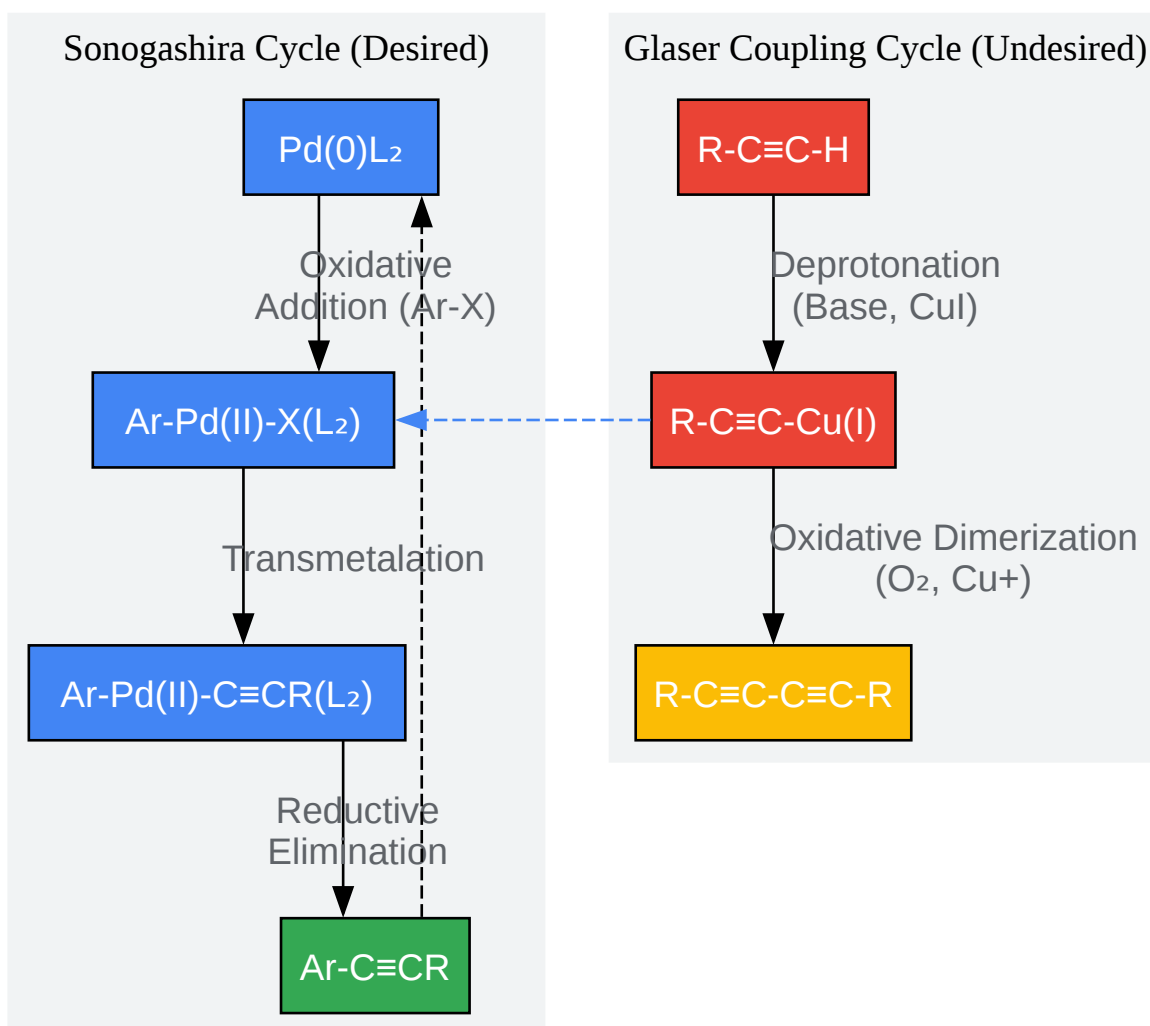 Sonogashira Cycle (Desired)
Pd(0)L₂
Oxidative
Addition (Ar-X)
Ar-Pd(II)-X(L₂)
Transmetalation
Ar-Pd(II)-C≡CR(L₂)
Reductive
Elimination
Ar-C≡CR
Glaser Coupling Cycle (Undesired)
R-C≡C-H
Deprotonation
(Base, CuI)
R-C≡C-Cu(I)
Oxidative Dimerization
(O₂, Cu+)
R-C≡C-C≡C-R